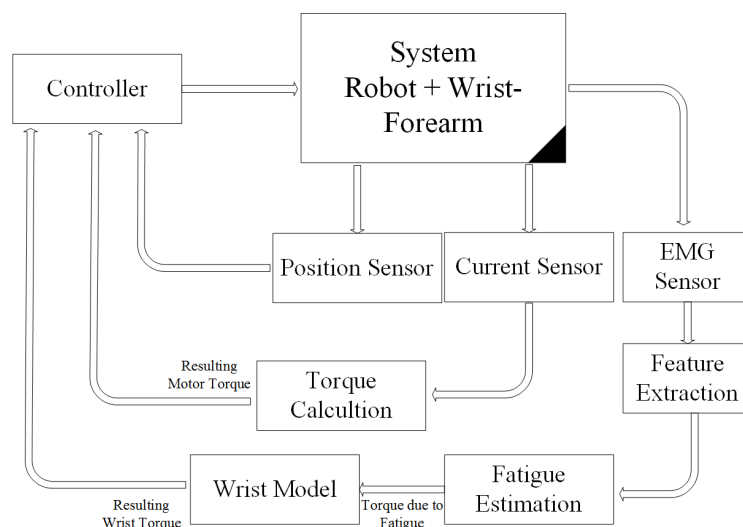 System
Robot + Wrist-
Forearm
Controller
Position Sensor
Current Sensor
EMG
Sensor
Resulting
Motor Torque
Torque
Calcultion
Feature
Extraction
Wrist Model
Fatigue
Estimation
Resulting
Wrist Torque
Torque due to
Fatigue